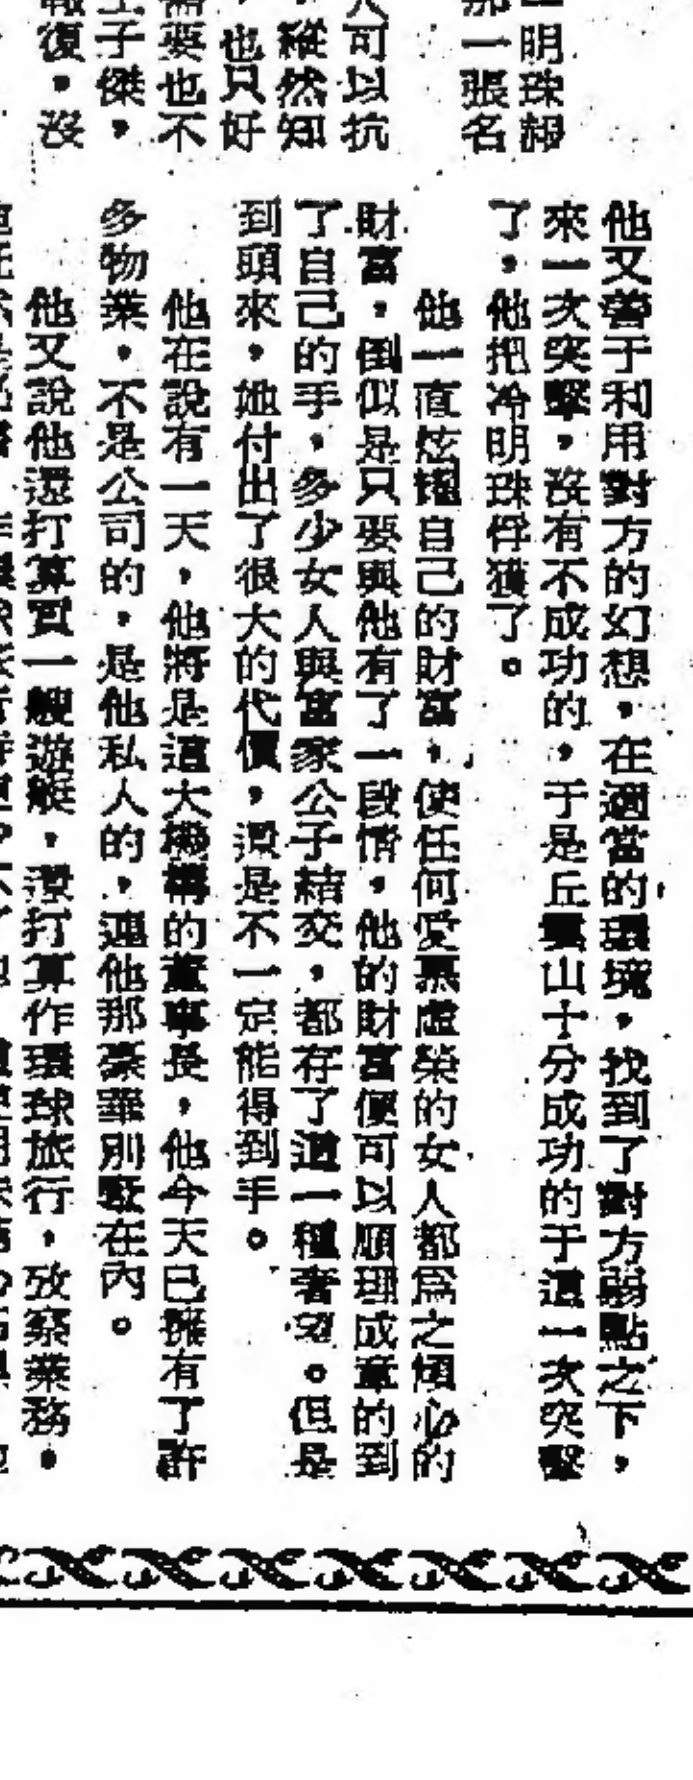 一明珠
那一張名
人可以抗
，縱然知
，也只好
需要也不
王子傑，
報復。沒
他又善于利用對方的幻想，在適當的環境，找到了對方弱點之下，
來一次突擊，沒有不成功的，于是丘雲山十分成功的于這一次突擊
了，他把冷明珠俘獲了。
他一直炫耀自己的財富，使任何愛慕虛榮的女人都為之傾心的
財富，倒似是只要與他有了一段情，他的財富便可以順理成章的到
了自己的手，多少女人與富家公子結交，都存了這一種奢望。但是
到頭來，她付出了很大的代價，還是不一定能得到手。
他在說有一天，他將是這大機構的董事長，他今天已擁有了許
多物業，不是公司的，是他私人的，連他那豪華別墅在內。
他又說他還打算買一艘遊艇，還打算作環球旅行，攷察業務，